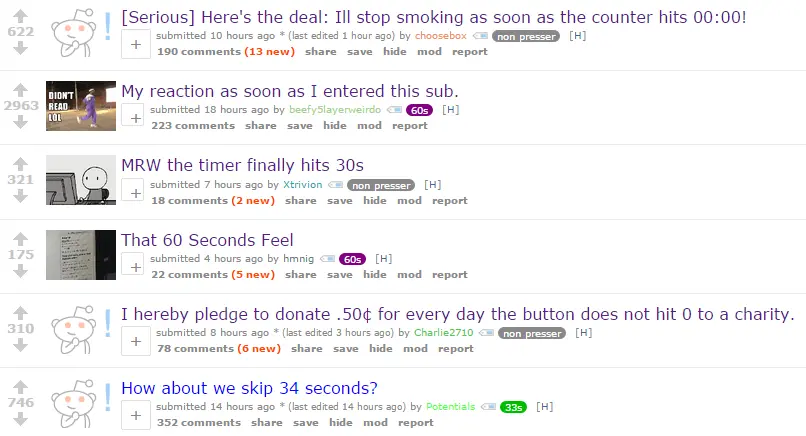 622
[Serious] Here's the deal: Ill stop smoking as soon as the counter hits 00:00!
submitted 10 hours ago * (last edited 1 hour ago) by choosebox non presser [H]
190 comments (13 new) share save hide mod report
2963
DIDN'T READ LOL
My reaction as soon as I entered this sub.
submitted 18 hours ago by beefy5layerweirdo 60s [H]
223 comments share save hide mod report
321
MRW the timer finally hits 30s
submitted 7 hours ago by Xtrivion non presser [H]
18 comments (2 new) share save hide mod report
175
That 60 Seconds Feel
submitted 4 hours ago by hmnig 60s [H]
22 comments (5 new) share save hide mod report
310
I hereby pledge to donate .50¢ for every day the button does not hit 0 to a charity.
submitted 8 hours ago * (last edited 3 hours ago) by Charlie2710 non presser [H]
78 comments (6 new) share save hide mod report
746
How about we skip 34 seconds?
submitted 14 hours ago * (last edited 14 hours ago) by Potentials 33s [H]
352 comments share save hide mod report